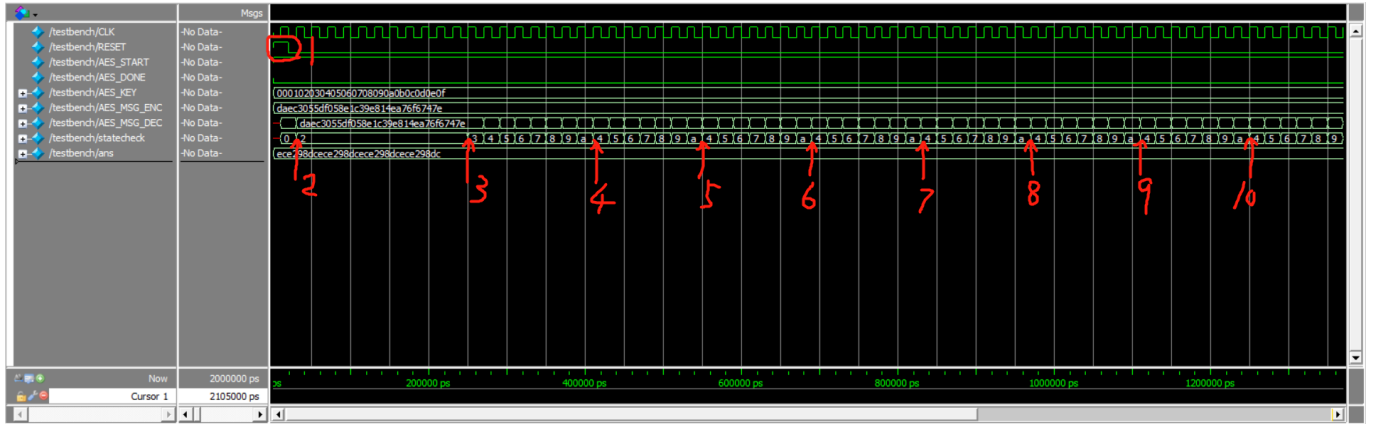 Msgs
/testbench/CLK -No Data-
/testbench/RESET -No Data- 1
/testbench/AES_START -No Data-
/testbench/AES_DONE -No Data-
/testbench/AES_KEY -No Data- 000102030405060708090a0b0c0d0e0f
/testbench/AES_MSG_ENC -No Data- daec3055df058e1c39e814ea76f6747e
/testbench/AES_MSG_DEC -No Data- daec3055df058e1c39e814ea76f6747e
/testbench/statecheck -No Data- 0 2 3 4 5 6 7 8 9 a 4 5 6 7 8 9 a 4 5 6 7 8 9 a 4 5 6 7 8 9 a 4 5 6 7 8 9 a 4 5 6 7 8 9 a 4 5 6 7 8 9 a 4 5 6 7 8 9
/testbench/ans -No Data- ece298dcece298dcece298dcece298dc
2 3 4 5 6 7 8 9 10
Now 2000000 ps ps 200000 ps 400000 ps 600000 ps 800000 ps 1000000 ps 1200000 ps
Cursor 1 2105000 ps